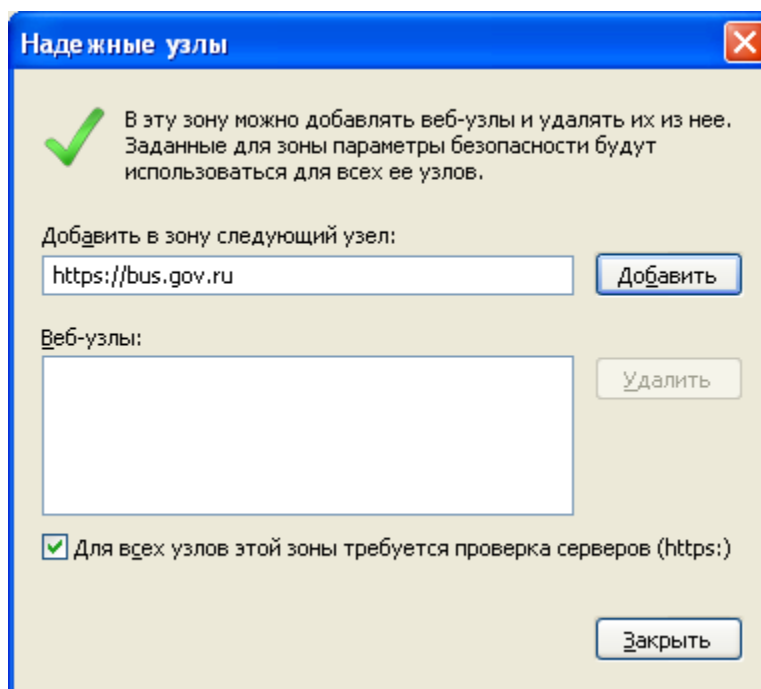 Надежные узлы
В эту зону можно добавлять веб-узлы и удалять их из нее.
Заданные для зоны параметры безопасности будут
использоваться для всех ее узлов.
Добавить в зону следующий узел:
https://bus.gov.ru
Добавить
Веб-узлы:
Удалить
Для всех узлов этой зоны требуется проверка серверов (https:)
Закрыть